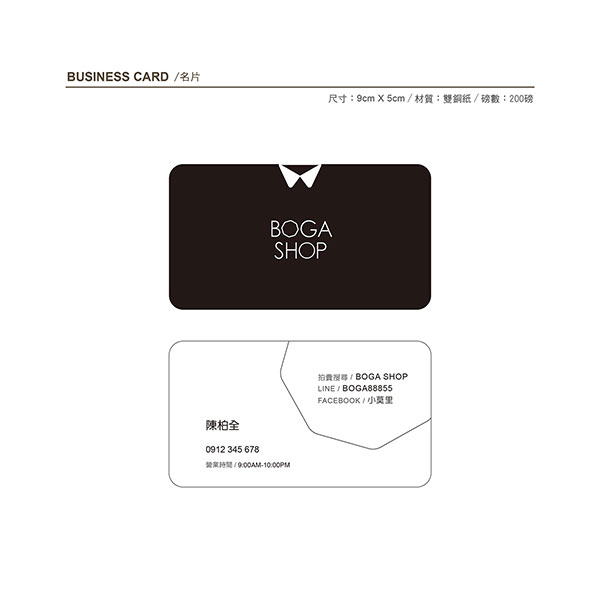 BUSINESS CARD /名片
尺寸：9cm X 5cm / 材質：雙銅紙 / 磅數：200磅
BOGA
SHOP
拍賣搜尋 / BOGA SHOP
LINE / BOGA88855
FACEBOOK / 小莫里
陳柏全
0912 345 678
營業時間 / 9:00AM-10:00PM